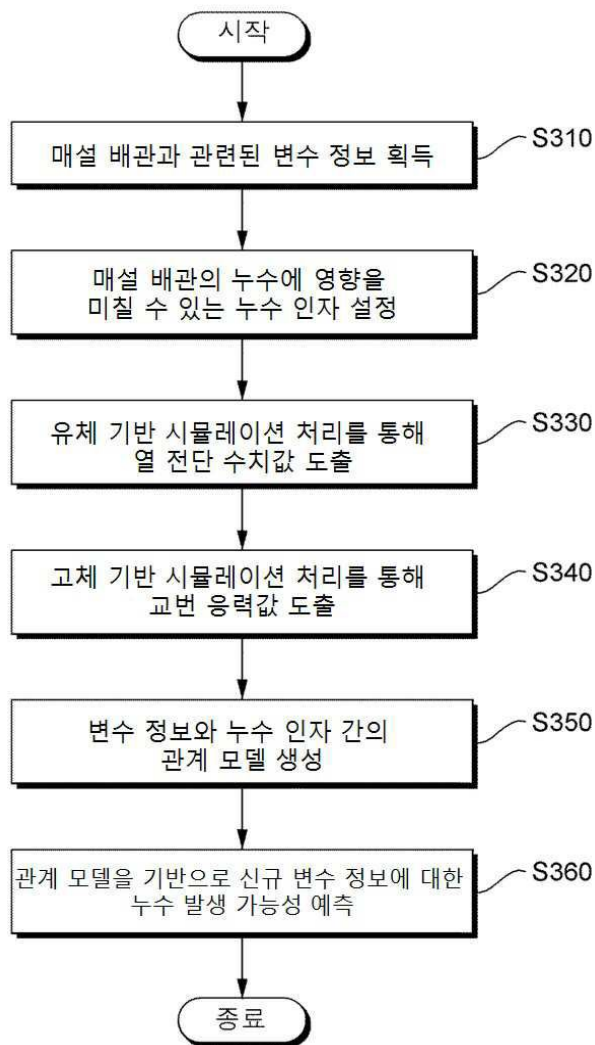 시작
매설 배관과 관련된 변수 정보 획득
S310
매설 배관의 누수에 영향을
미칠 수 있는 누수 인자 설정
S320
유체 기반 시뮬레이션 처리를 통해
열 전단 수치값 도출
S330
고체 기반 시뮬레이션 처리를 통해
교번 응력값 도출
S340
변수 정보와 누수 인자 간의
관계 모델 생성
S350
관계 모델을 기반으로 신규 변수 정보에 대한
누수 발생 가능성 예측
S360
종료